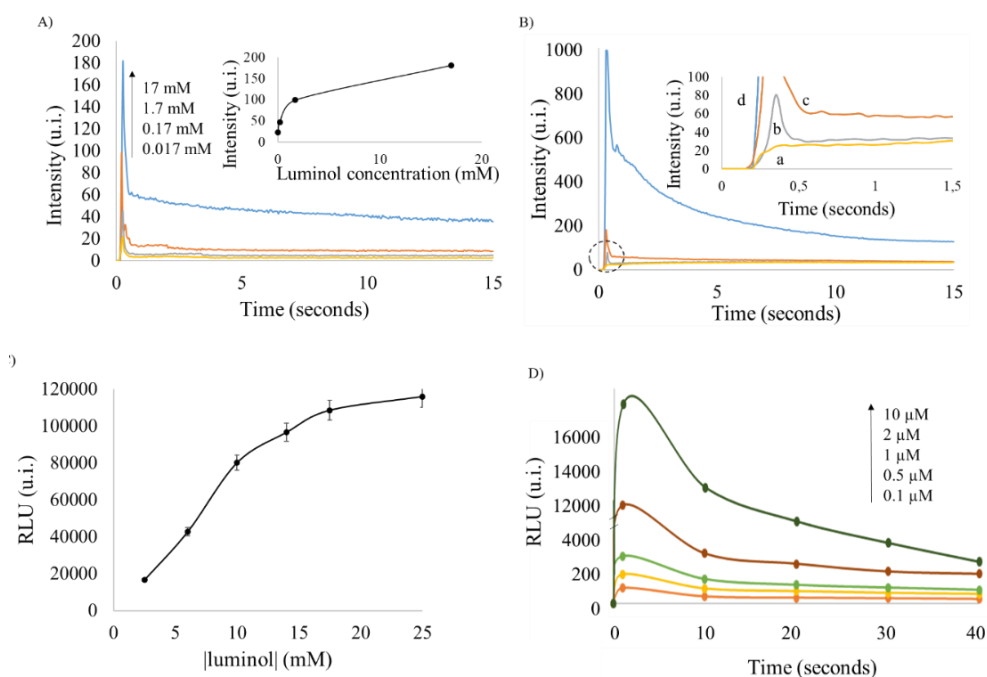 A)
Intensity (u.i.)
200
180
160
140
120
100
80
60
40
20
0
17 mM
1.7 mM
0.17 mM
0.017 mM
Intensity (u.i.)
200
150
100
50
0
0 10 20
Luminol concentration (mM)
0 5 10 15
Time (seconds)
B)
Intensity (u.i.)
1000
800
600
400
200
0
Intensity (u.i.)
100
80
60
40
20
0
d
c
b
a
0 0,5 1 1,5
Time (seconds)
0 5 10 15
Time (seconds)
C)
RLU (u.i.)
120000
100000
80000
60000
40000
20000
0
0 5 10 15 20 25
|luminol| (mM)
D)
RLU (u.i.)
16000
14000
12000
4000
200
0
10 µM
2 µM
1 µM
0.5 µM
0.1 µM
0 10 20 30 40
Time (seconds)